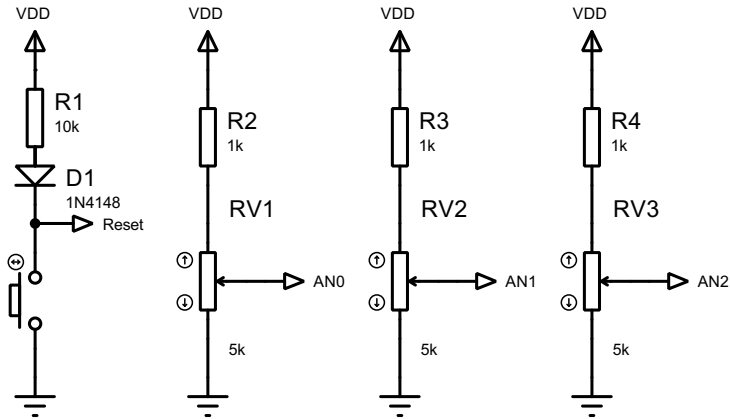 VDD
VDD
VDD
VDD
R1
10k
D1
1N4148
Reset
R2
1k
RV1
AN0
5k
R3
1k
RV2
AN1
5k
R4
1k
RV3
AN2
5k